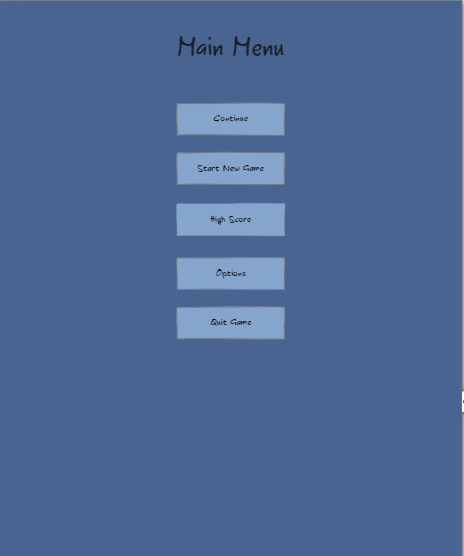 Main Menu
Continue
Start New Game
High Score
Options
Quit Game